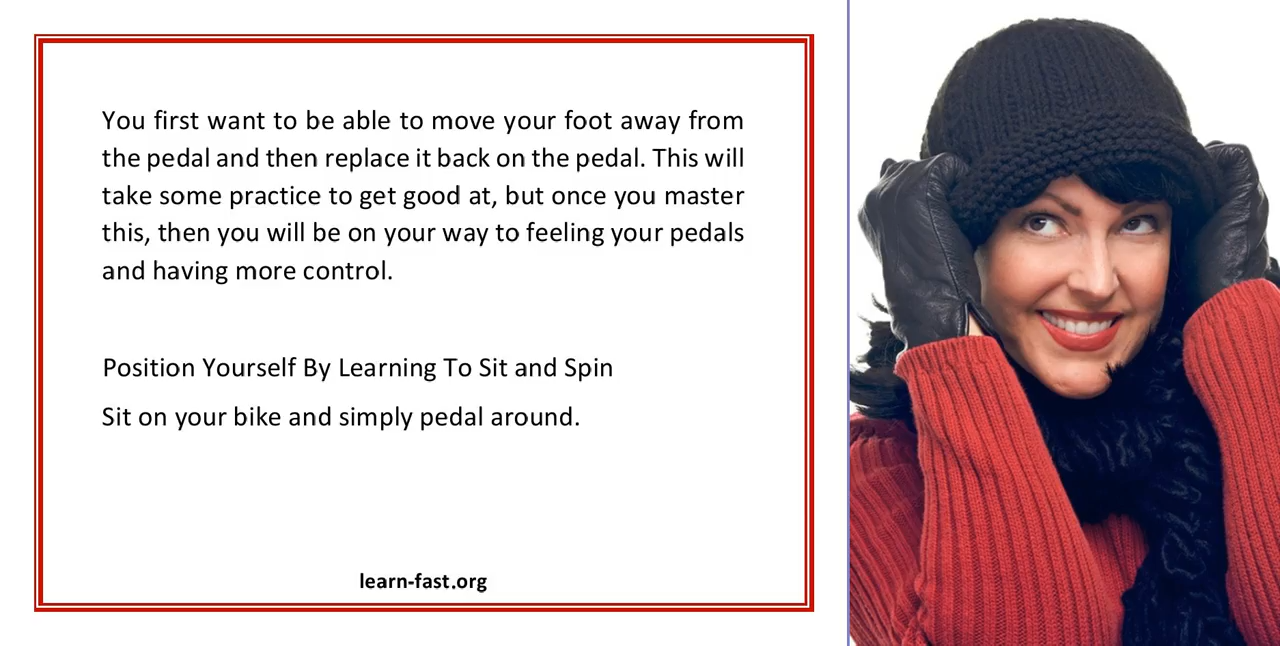 You first want to be able to move your foot away from
the pedal and then replace it back on the pedal. This will
take some practice to get good at, but once you master
this, then you will be on your way to feeling your pedals
and having more control.
Position Yourself By Learning To Sit and Spin
Sit on your bike and simply pedal around.
learn-fast.org